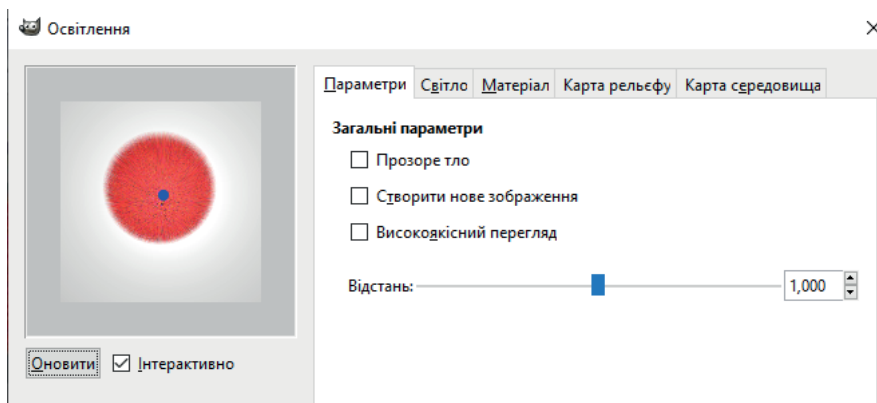 Освітлення
Параметри Світло Матеріал Карта рельєфу Карта середовища
Загальні параметри
Прозоре тло
Створити нове зображення
Високоякісний перегляд
Відстань: 1,000
Оновити Інтерактивно